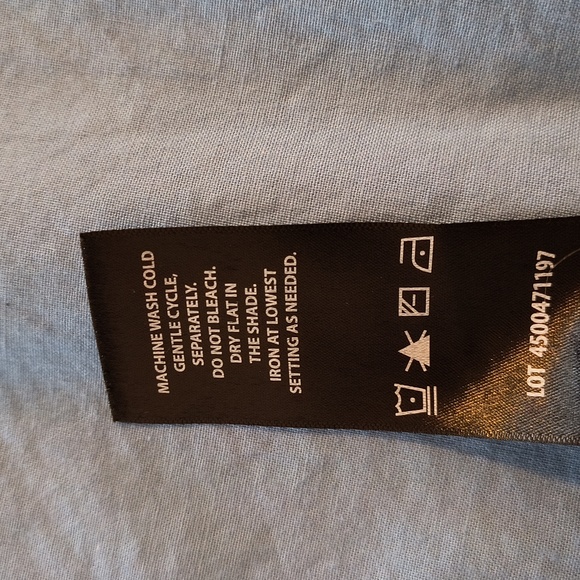 MACHINE WASH COLD
GENTLE CYCLE,
SEPARATELY.
DO NOT BLEACH.
DRY FLAT IN
THE SHADE.
IRON AT LOWEST
SETTING AS NEEDED.
LOT 4500471197